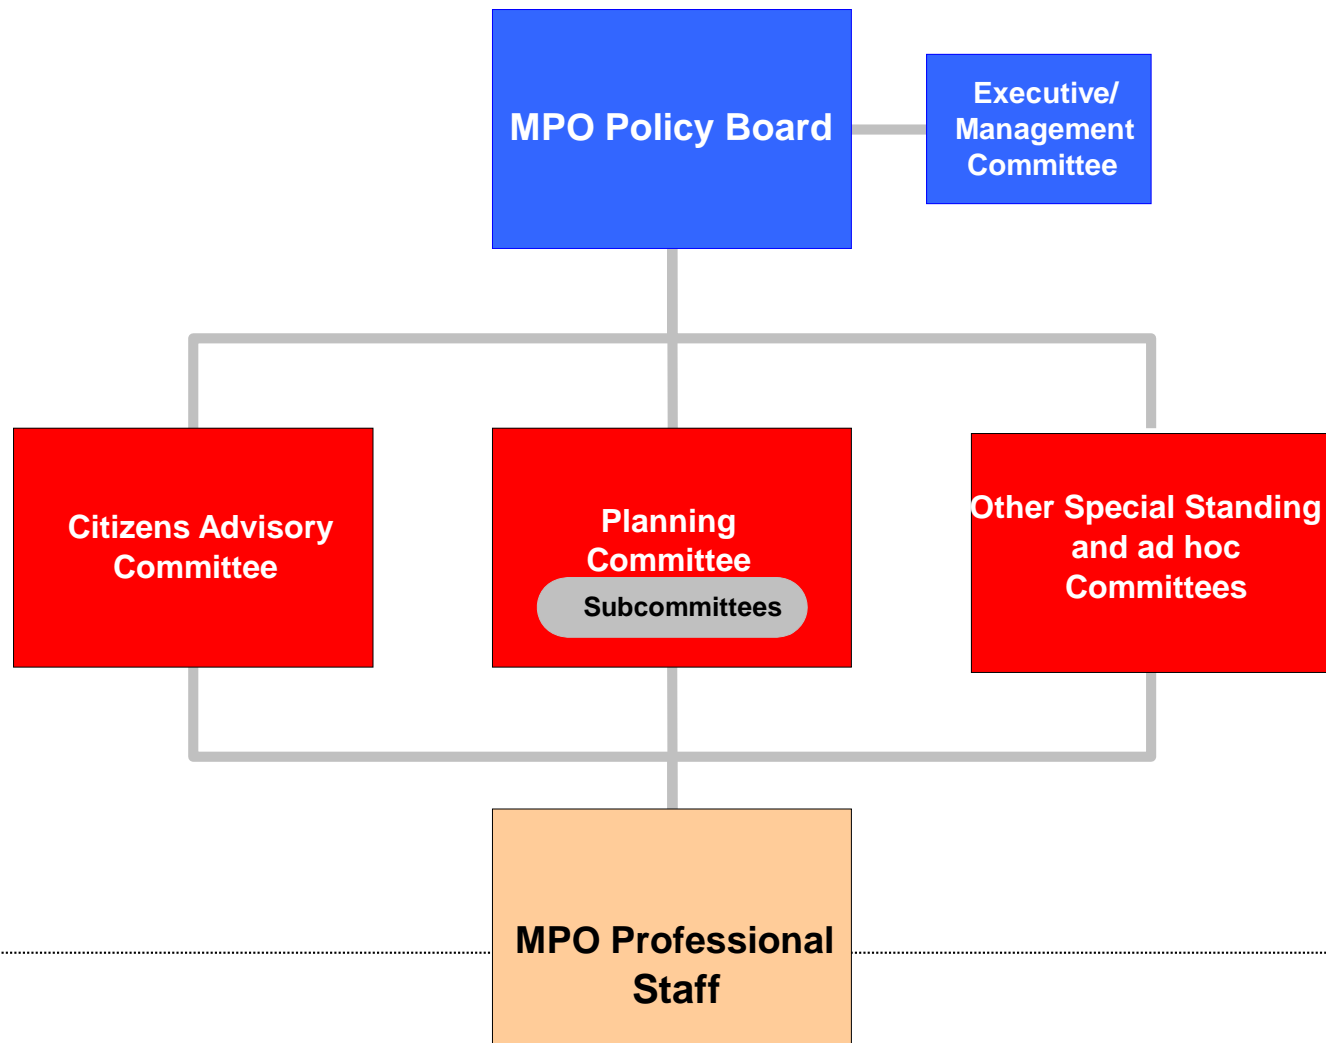 MPO Policy Board
Executive/
Management
Committee
Citizens Advisory
Committee
Planning
Committee
Subcommittees
Other Special Standing
and ad hoc
Committees
MPO Professional
Staff